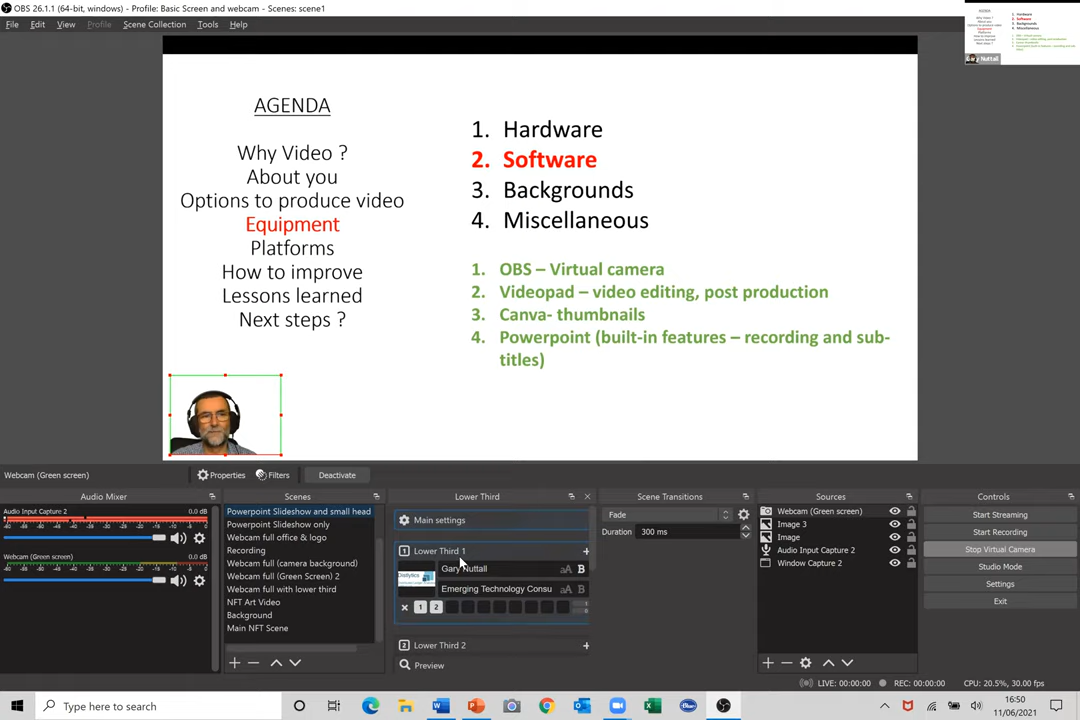 OBS 26.1.1 (64-bit, windows) - Profile: Basic Screen and webcam - Scenes: scene1
File Edit View Profile Scene Collection Tools Help
AGENDA
Why Video ?
About you
Options to produce video
Equipment
Platforms
How to improve
Lessons learned
Next steps ?
1. Hardware
2. Software
3. Backgrounds
4. Miscellaneous
1. OBS – Virtual camera
2. Videopad – video editing, post production
3. Canva- thumbnails
4. Powerpoint (built-in features – recording and sub-
titles)
Gary Nuttall
Webcam (Green screen) Properties Filters Deactivate
Audio Mixer
Audio Input Capture 2 0.0 dB
Webcam (Green screen) 0.0 dB
Scenes
Powerpoint Slideshow and small head
Powerpoint Slideshow only
Webcam full office & logo
Recording
Webcam full (camera background)
Webcam full (Green Screen) 2
Webcam full with lower third
NFT Art Video
Background
Main NFT Scene
Lower Third
Main settings
1 Lower Third 1 +
Gary Nuttall aA B
Distlytics
Emerging Technology Consu aA B
1 2
2 Lower Third 2 +
Preview
Scene Transitions
Fade
Duration 300 ms
Sources
Webcam (Green screen)
Image 3
Image
Audio Input Capture 2
Window Capture 2
Controls
Start Streaming
Start Recording
Stop Virtual Camera
Studio Mode
Settings
Exit
LIVE: 00:00:00 REC: 00:00:00 CPU: 20.5%, 30.00 fps
Type here to search
16:50
11/06/2021